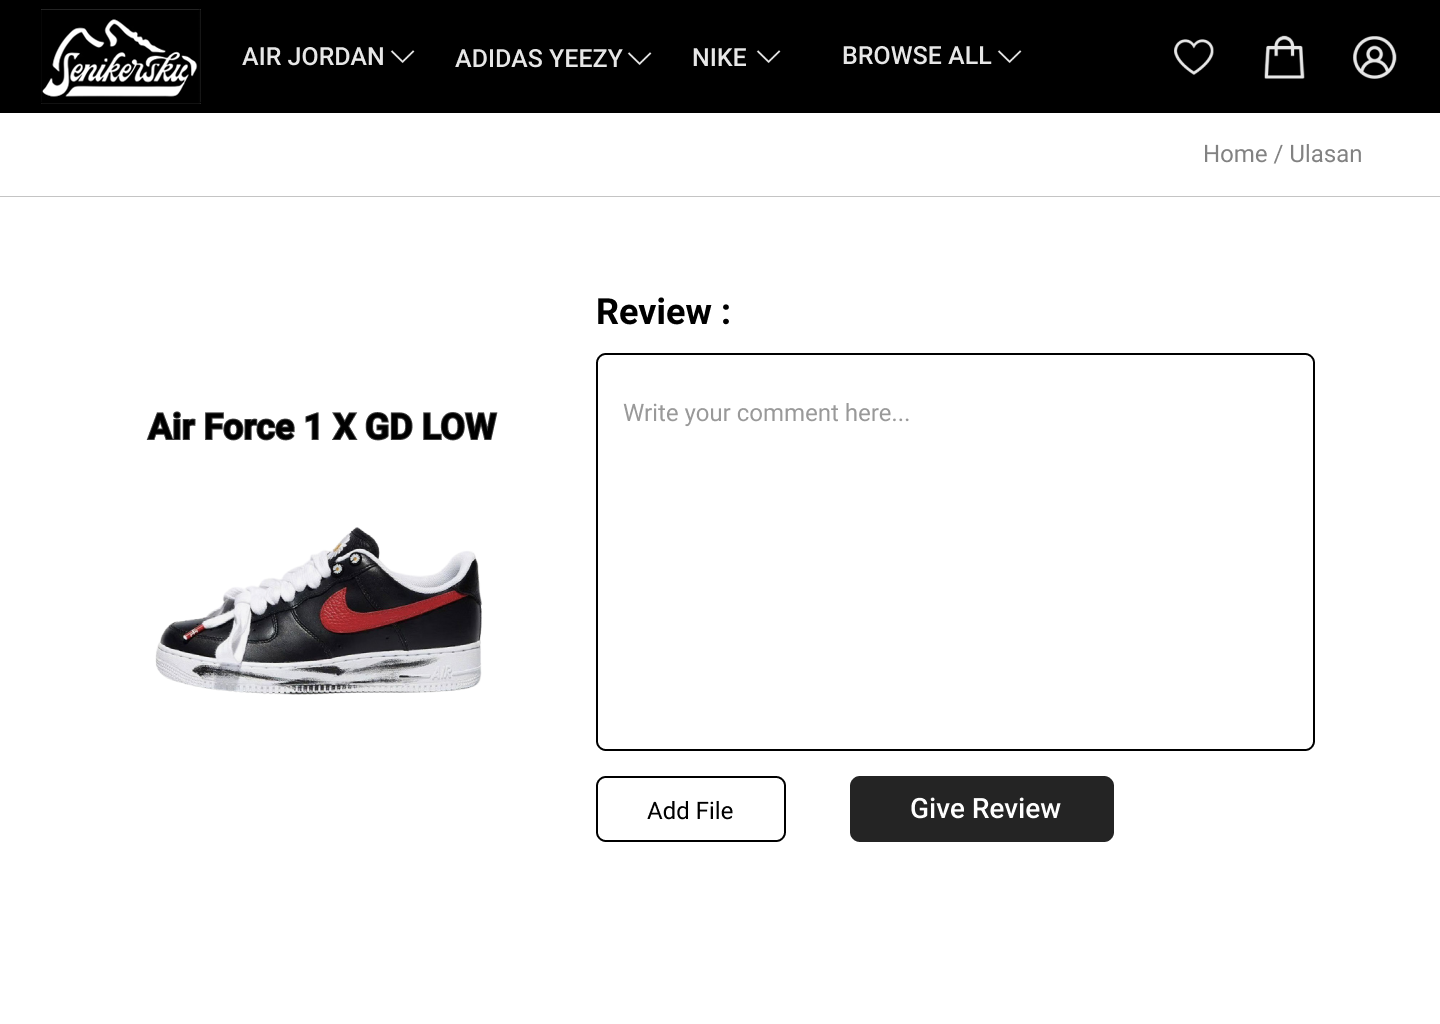 Senikersku
AIR JORDAN
ADIDAS YEEZY
NIKE
BROWSE ALL
Home / Ulasan
Review :
Write your comment here...
Air Force 1 X GD LOW
AIR
Add File
Give Review